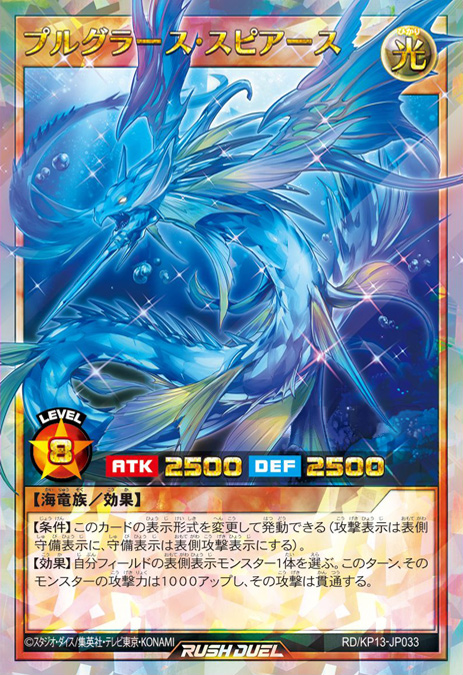 プルグラース・スピアース
ひかり
光
LEVEL
8
ATK 2500 DEF 2500
【海竜族／効果】
【条件】このカードの表示形式を変更して発動できる（攻撃表示は表側
守備表示に、守備表示は表側攻撃表示にする）。
【効果】自分フィールドの表側表示モンスター1体を選ぶ。このターン、その
モンスターの攻撃力は1000アップし、その攻撃は貫通する。
©スタジオ・ダイス/集英社・テレビ東京・KONAMI
RUSH DUEL
RD/KP13-JP033